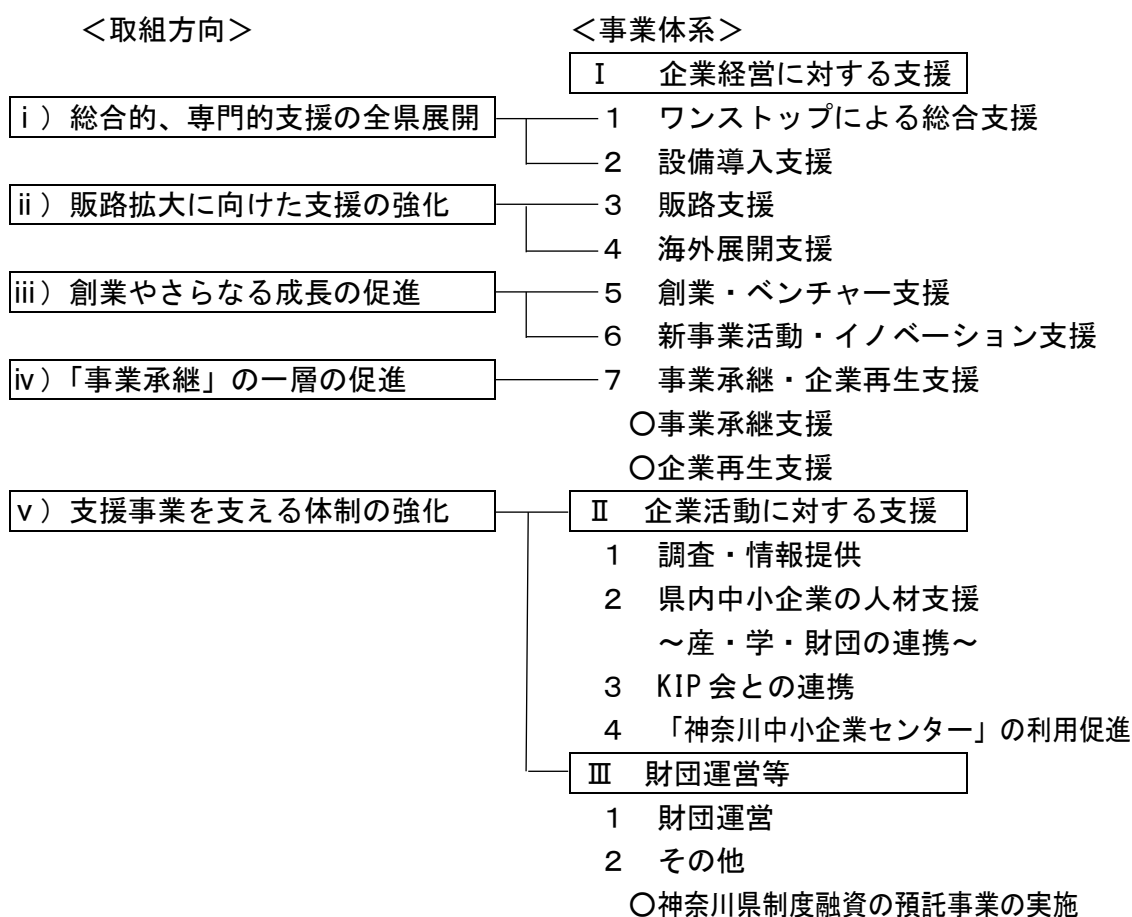 ＜取組方向＞ ＜事業体系＞
Ⅰ 企業経営に対する支援
ⅰ）総合的、専門的支援の全県展開 1 ワンストップによる総合支援
2 設備導入支援
ⅱ）販路拡大に向けた支援の強化 3 販路支援
4 海外展開支援
ⅲ）創業やさらなる成長の促進 5 創業・ベンチャー支援
6 新事業活動・イノベーション支援
ⅳ）「事業承継」の一層の促進 7 事業承継・企業再生支援
○事業承継支援
○企業再生支援
ⅴ）支援事業を支える体制の強化 Ⅱ 企業活動に対する支援
1 調査・情報提供
2 県内中小企業の人材支援
～産・学・財団の連携～
3 KIP会との連携
4 「神奈川中小企業センター」の利用促進
Ⅲ 財団運営等
1 財団運営
2 その他
○神奈川県制度融資の預託事業の実施